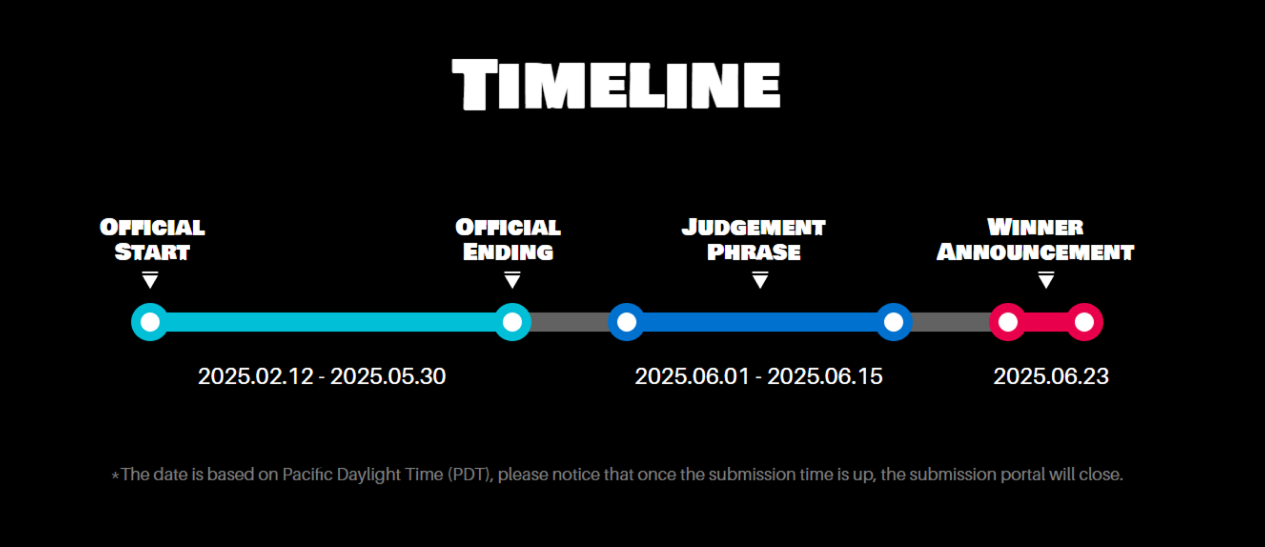 TIMELINE
OFFICIAL
START
OFFICIAL
ENDING
JUDGEMENT
PHRASE
WINNER
ANNOUNCEMENT
2025.02.12 - 2025.05.30
2025.06.01 - 2025.06.15
2025.06.23
*The date is based on Pacific Daylight Time (PDT), please notice that once the submission time is up, the submission portal will close.